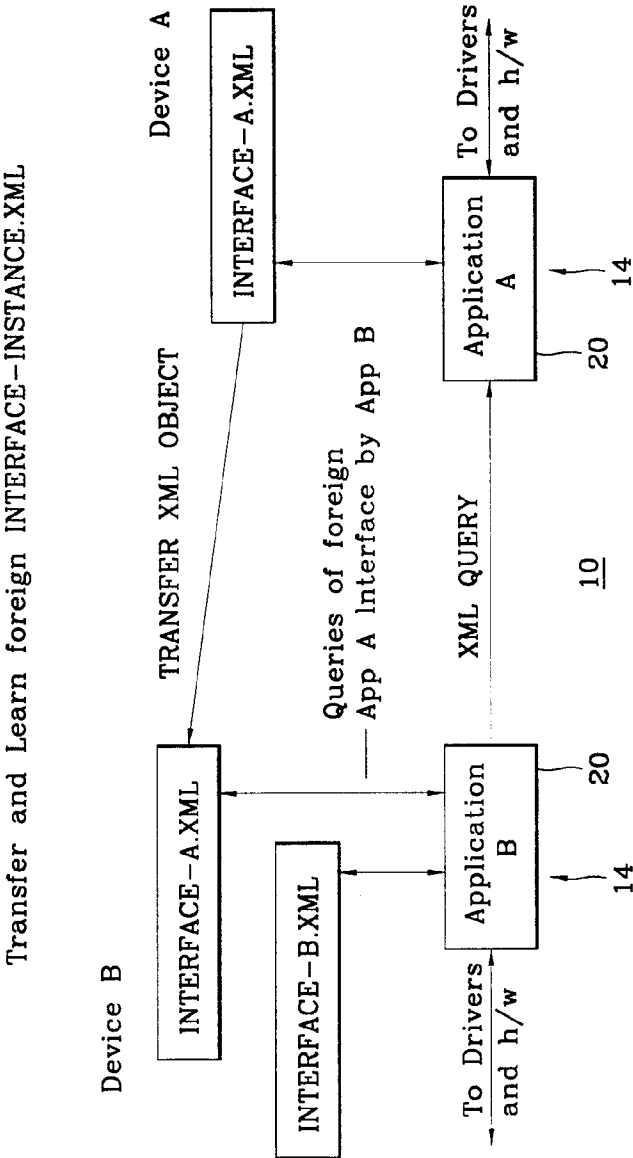 Transfer and Learn foreign INTERFACE-INSTANCE.XML
Device B
Device A
INTERFACE-A.XML
TRANSFER XML OBJECT
INTERFACE-A.XML
INTERFACE-B.XML
Queries of foreign
App A Interface by App B
To Drivers
and h/w
Application
B
XML QUERY
Application
A
To Drivers
and h/w
20
20
14
14
10